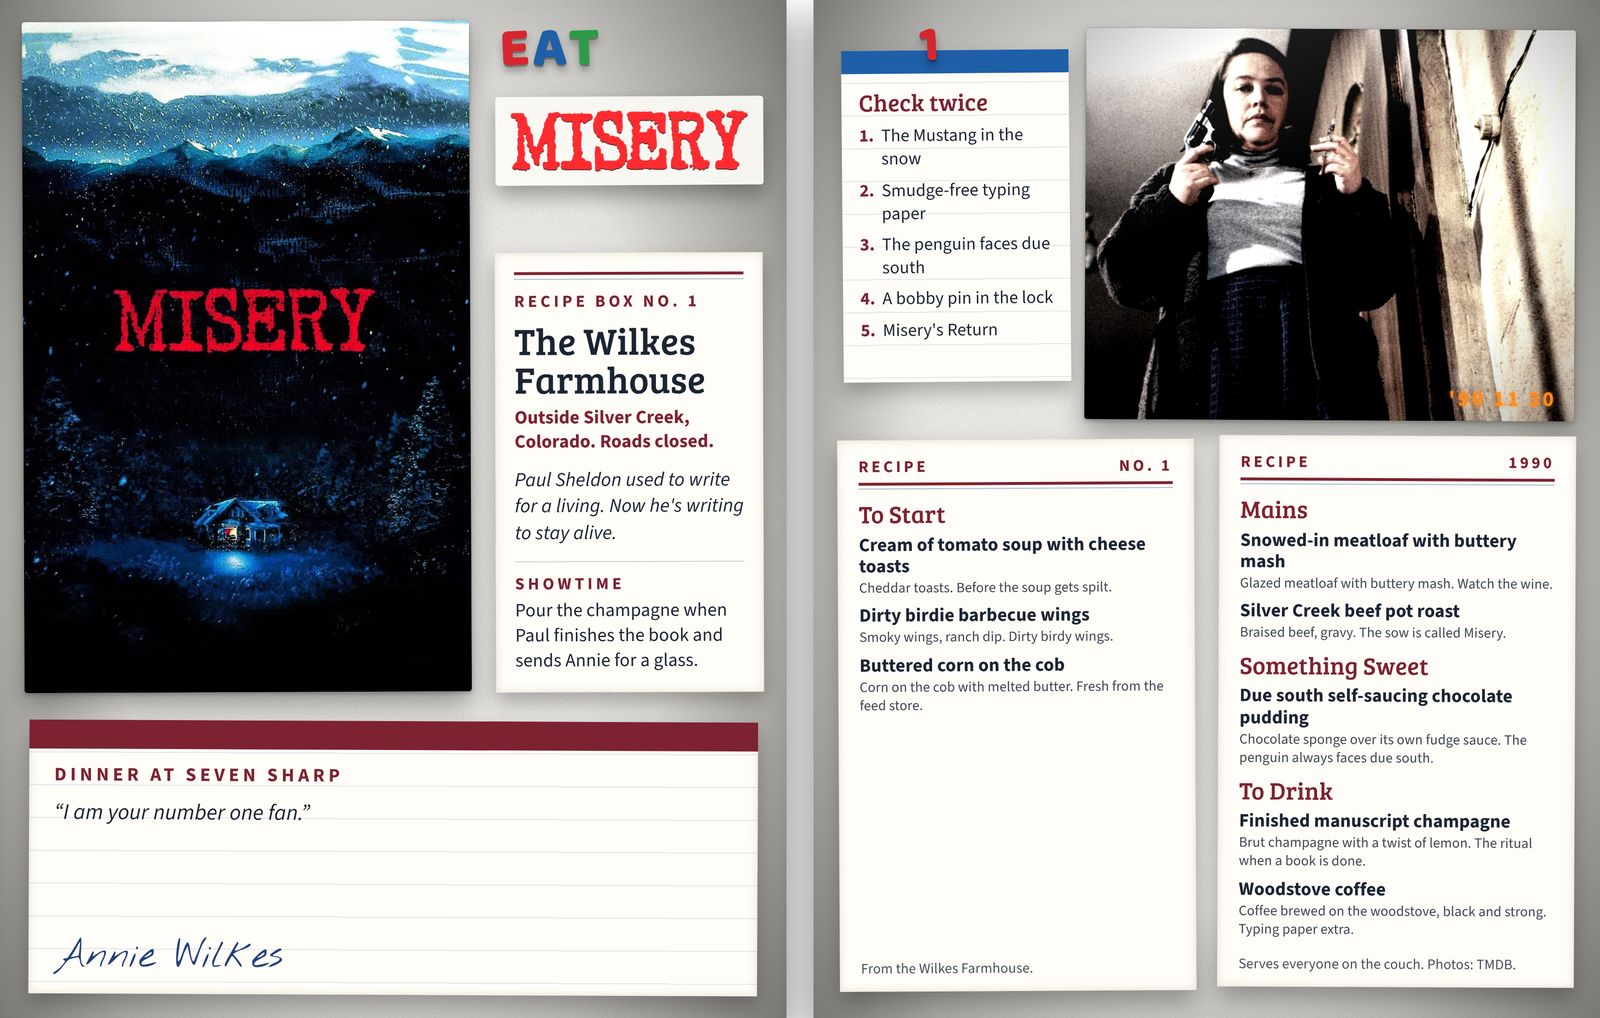 EAT
MISERY
MISERY
RECIPE BOX NO. 1
The Wilkes
Farmhouse
Outside Silver Creek,
Colorado. Roads closed.
Paul Sheldon used to write
for a living. Now he's writing
to stay alive.
SHOWTIME
Pour the champagne when
Paul finishes the book and
sends Annie for a glass.
DINNER AT SEVEN SHARP
“I am your number one fan.”
Annie Wilkes
1
Check twice
1. The Mustang in the
snow
2. Smudge-free typing
paper
3. The penguin faces due
south
4. A bobby pin in the lock
5. Misery's Return
'90 11 30
RECIPE NO. 1
To Start
Cream of tomato soup with cheese
toasts
Cheddar toasts. Before the soup gets spilt.
Dirty birdie barbecue wings
Smoky wings, ranch dip. Dirty birdy wings.
Buttered corn on the cob
Corn on the cob with melted butter. Fresh from the
feed store.
From the Wilkes Farmhouse.
RECIPE 1990
Mains
Snowed-in meatloaf with buttery
mash
Glazed meatloaf with buttery mash. Watch the wine.
Silver Creek beef pot roast
Braised beef, gravy. The sow is called Misery.
Something Sweet
Due south self-saucing chocolate
pudding
Chocolate sponge over its own fudge sauce. The
penguin always faces due south.
To Drink
Finished manuscript champagne
Brut champagne with a twist of lemon. The ritual
when a book is done.
Woodstove coffee
Coffee brewed on the woodstove, black and strong.
Typing paper extra.
Serves everyone on the couch. Photos: TMDB.